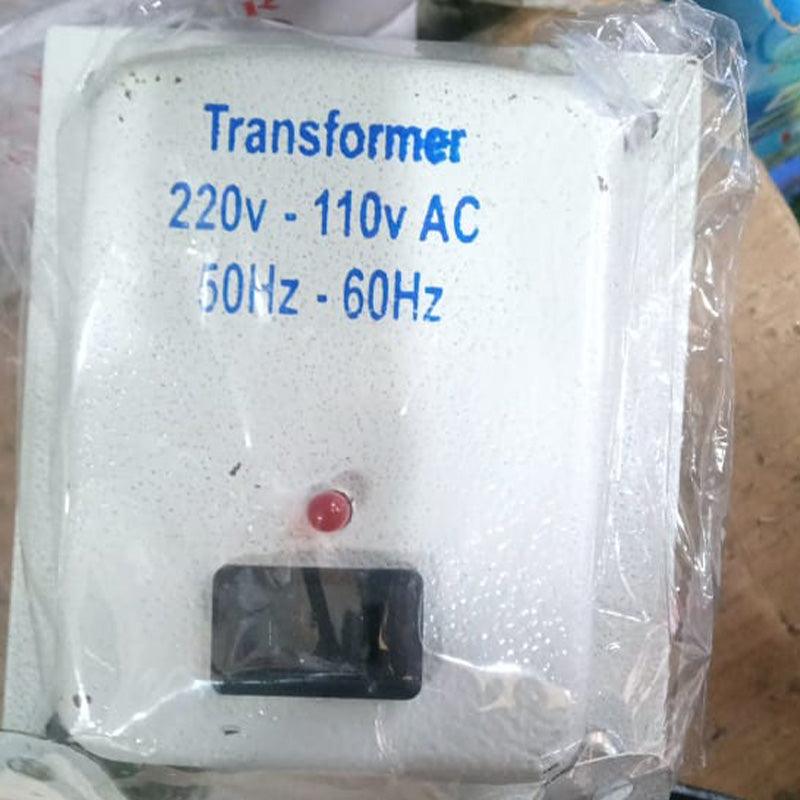 Transformer
220v - 110v AC
50Hz - 60Hz